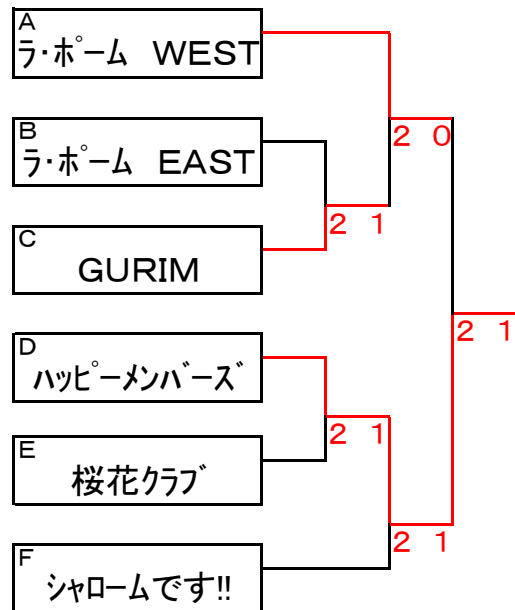 A
ラ・ポーム　WEST
B
ラ・ポーム　EAST
2 0
C
GURIM
2 1
D
ハッピーメンバーズ
2 1
E
桜花クラブ
2 1
F
シャロームです!!
2 1